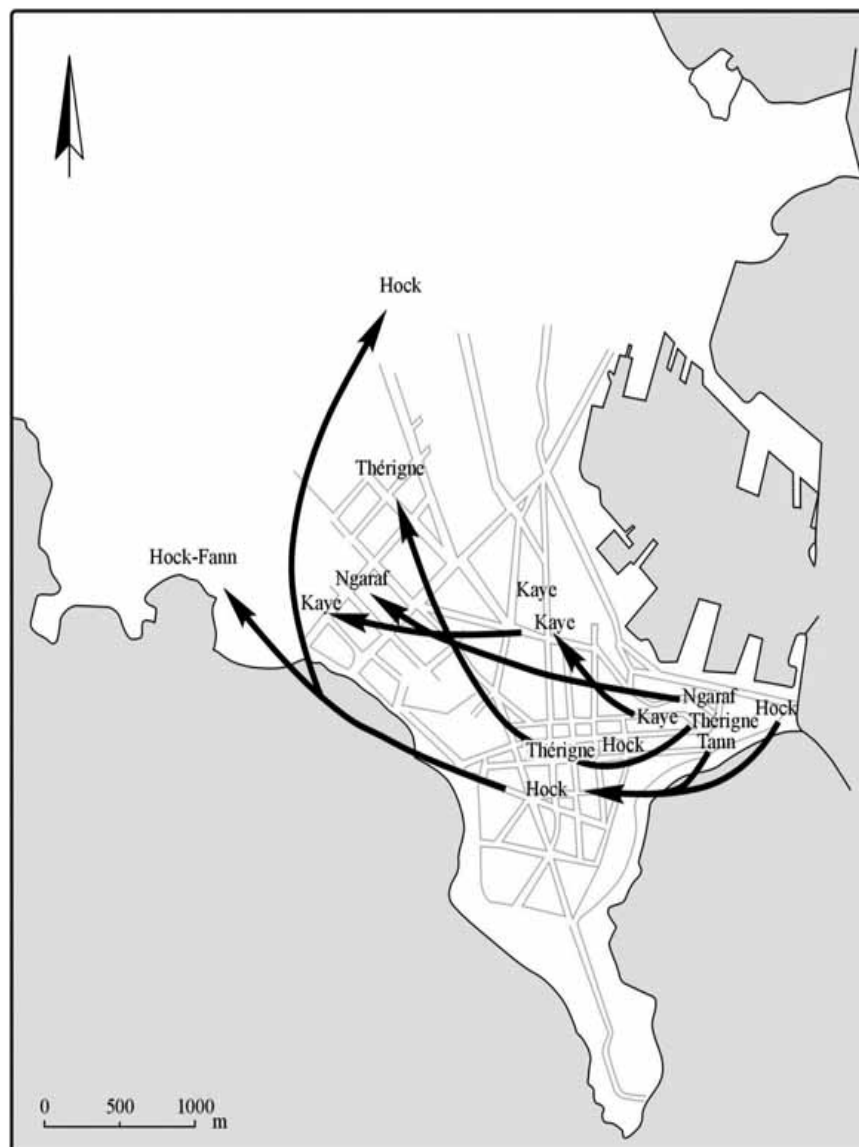 Hock
Thérigne
Hock-Fann
Ngaraf
Kaye
Kaye
Kaye
Ngaraf
Kaye
Thérigne
Hock
Thérigne
Hock
Tann
Hock
0 500 1000 m